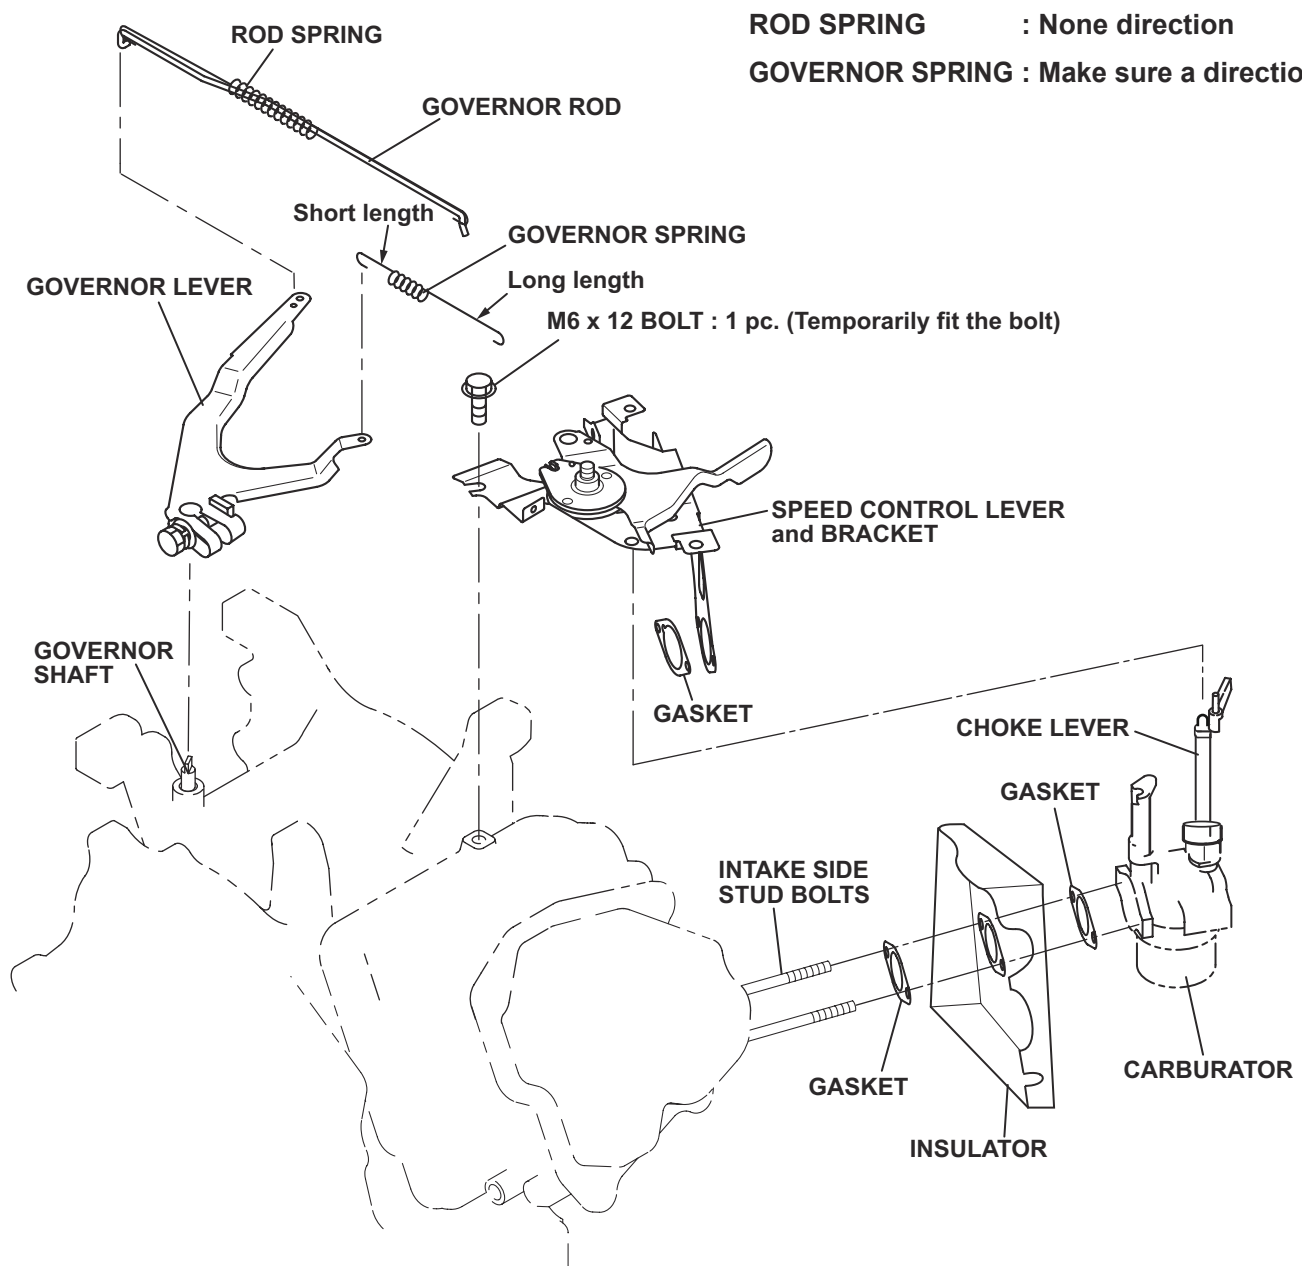 ROD SPRING : None direction
GOVERNOR SPRING : Make sure a directio
ROD SPRING
GOVERNOR ROD
Short length
GOVERNOR SPRING
Long length
GOVERNOR LEVER
M6 x 12 BOLT : 1 pc. (Temporarily fit the bolt)
SPEED CONTROL LEVER
and BRACKET
GOVERNOR
SHAFT
GASKET
CHOKE LEVER
GASKET
INTAKE SIDE
STUD BOLTS
GASKET
CARBURATOR
INSULATOR